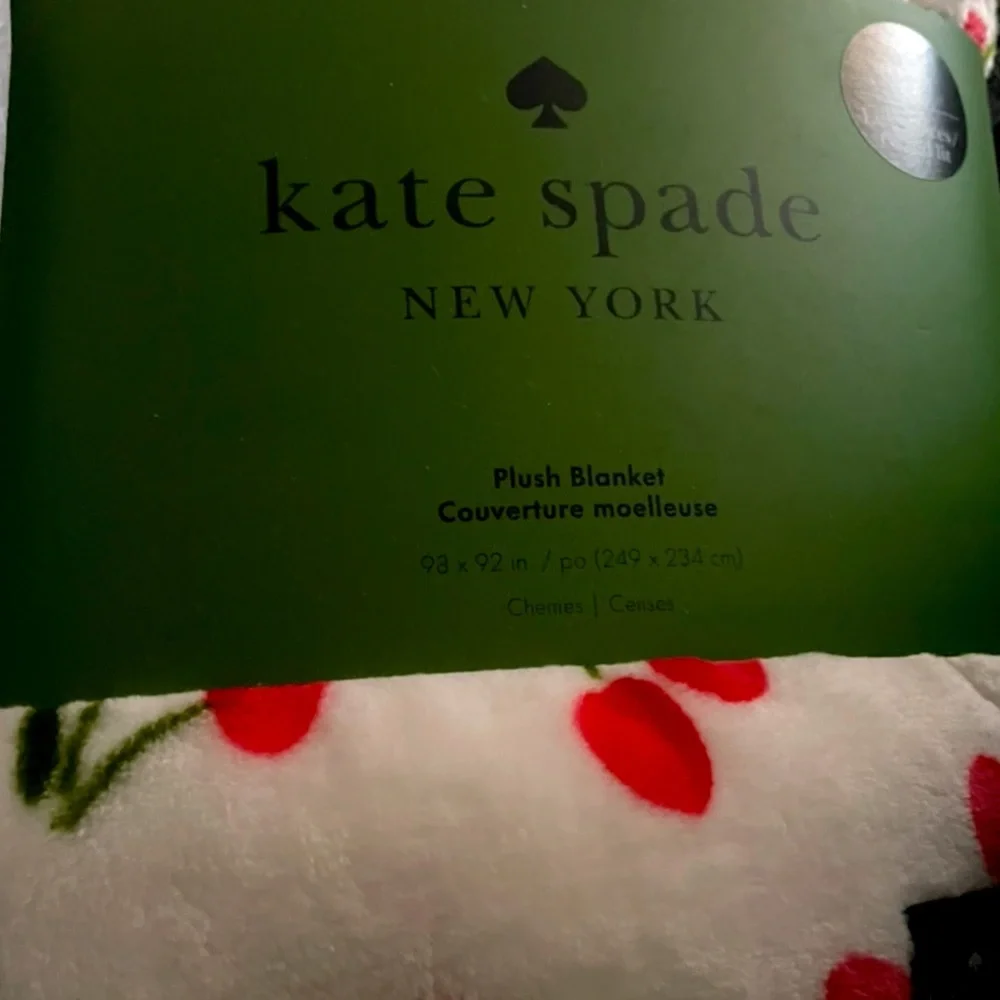 kate spade
NEW YORK
Plush Blanket
Couverture moelleuse
98 x 92 in / po (249 x 234 cm)
Cherries | Cerises